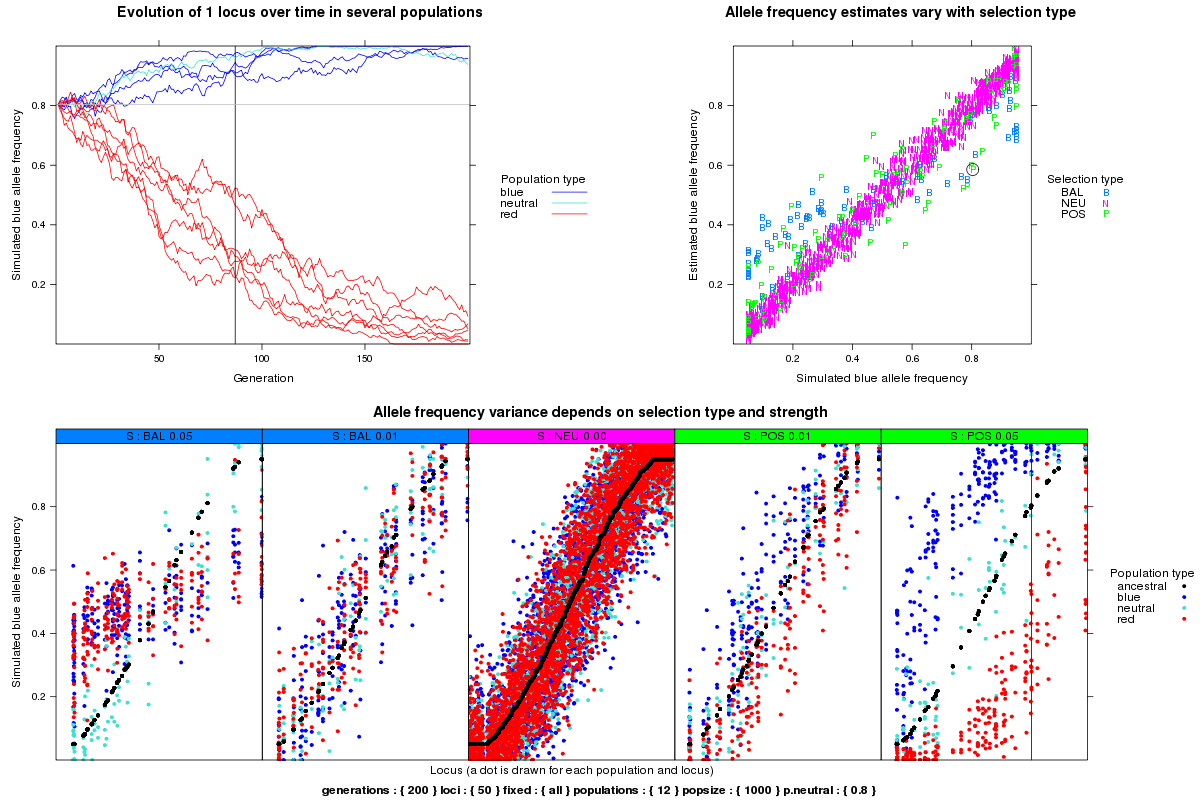 Evolution of 1 locus over time in several populations
Simulated blue allele frequency
0.8
0.6
0.4
0.2
50
100
150
Generation
Population type
blue
neutral
red
Allele frequency estimates vary with selection type
Estimated blue allele frequency
0.8
0.6
0.4
0.2
0.2
0.4
0.6
0.8
Simulated blue allele frequency
Selection type
BAL B
NEU N
POS P
Allele frequency variance depends on selection type and strength
S : BAL 0.05
S : BAL 0.01
S : NEU 0.00
S : POS 0.01
S : POS 0.05
Simulated blue allele frequency
0.8
0.6
0.4
0.2
Population type
ancestral
blue
neutral
red
Locus (a dot is drawn for each population and locus)
generations : { 200 } loci : { 50 } fixed : { all } populations : { 12 } popsize : { 1000 } p.neutral : { 0.8 }